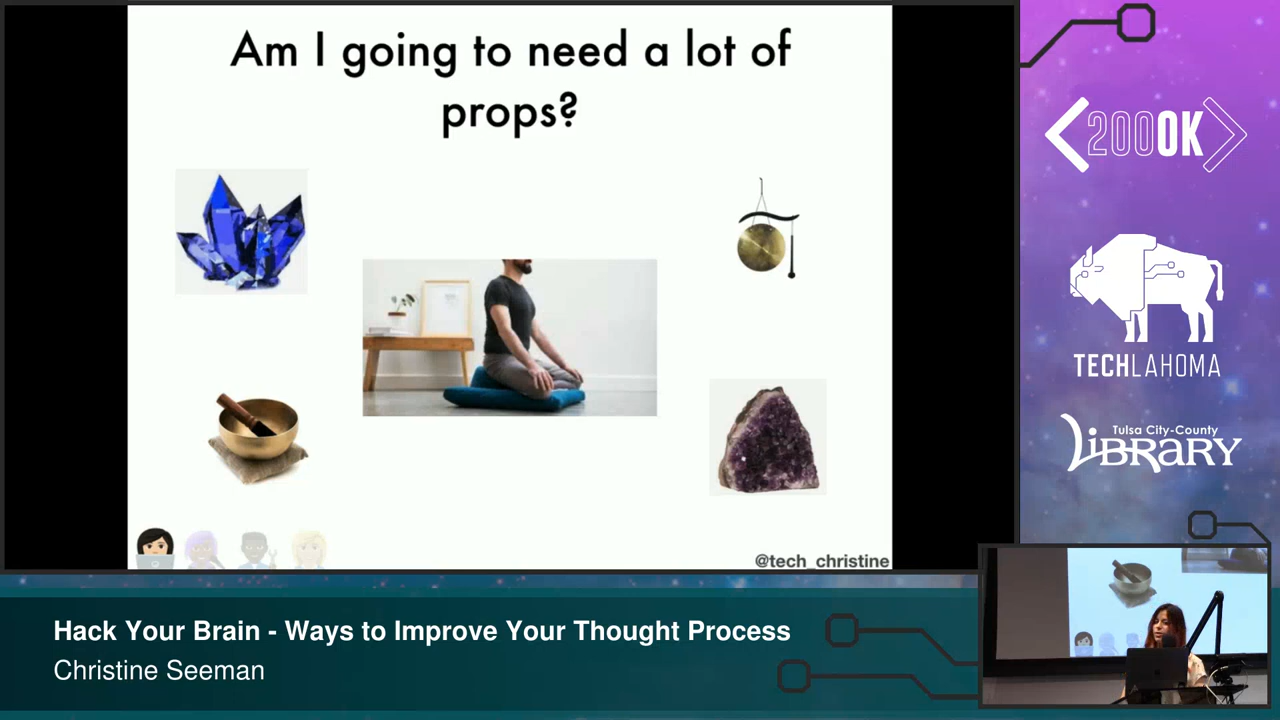 Am I going to need a lot of
props?
@tech_christine
200OK
TECHLAHOMA
Tulsa City-County
LIBRARY
Hack Your Brain - Ways to Improve Your Thought Process
Christine Seeman